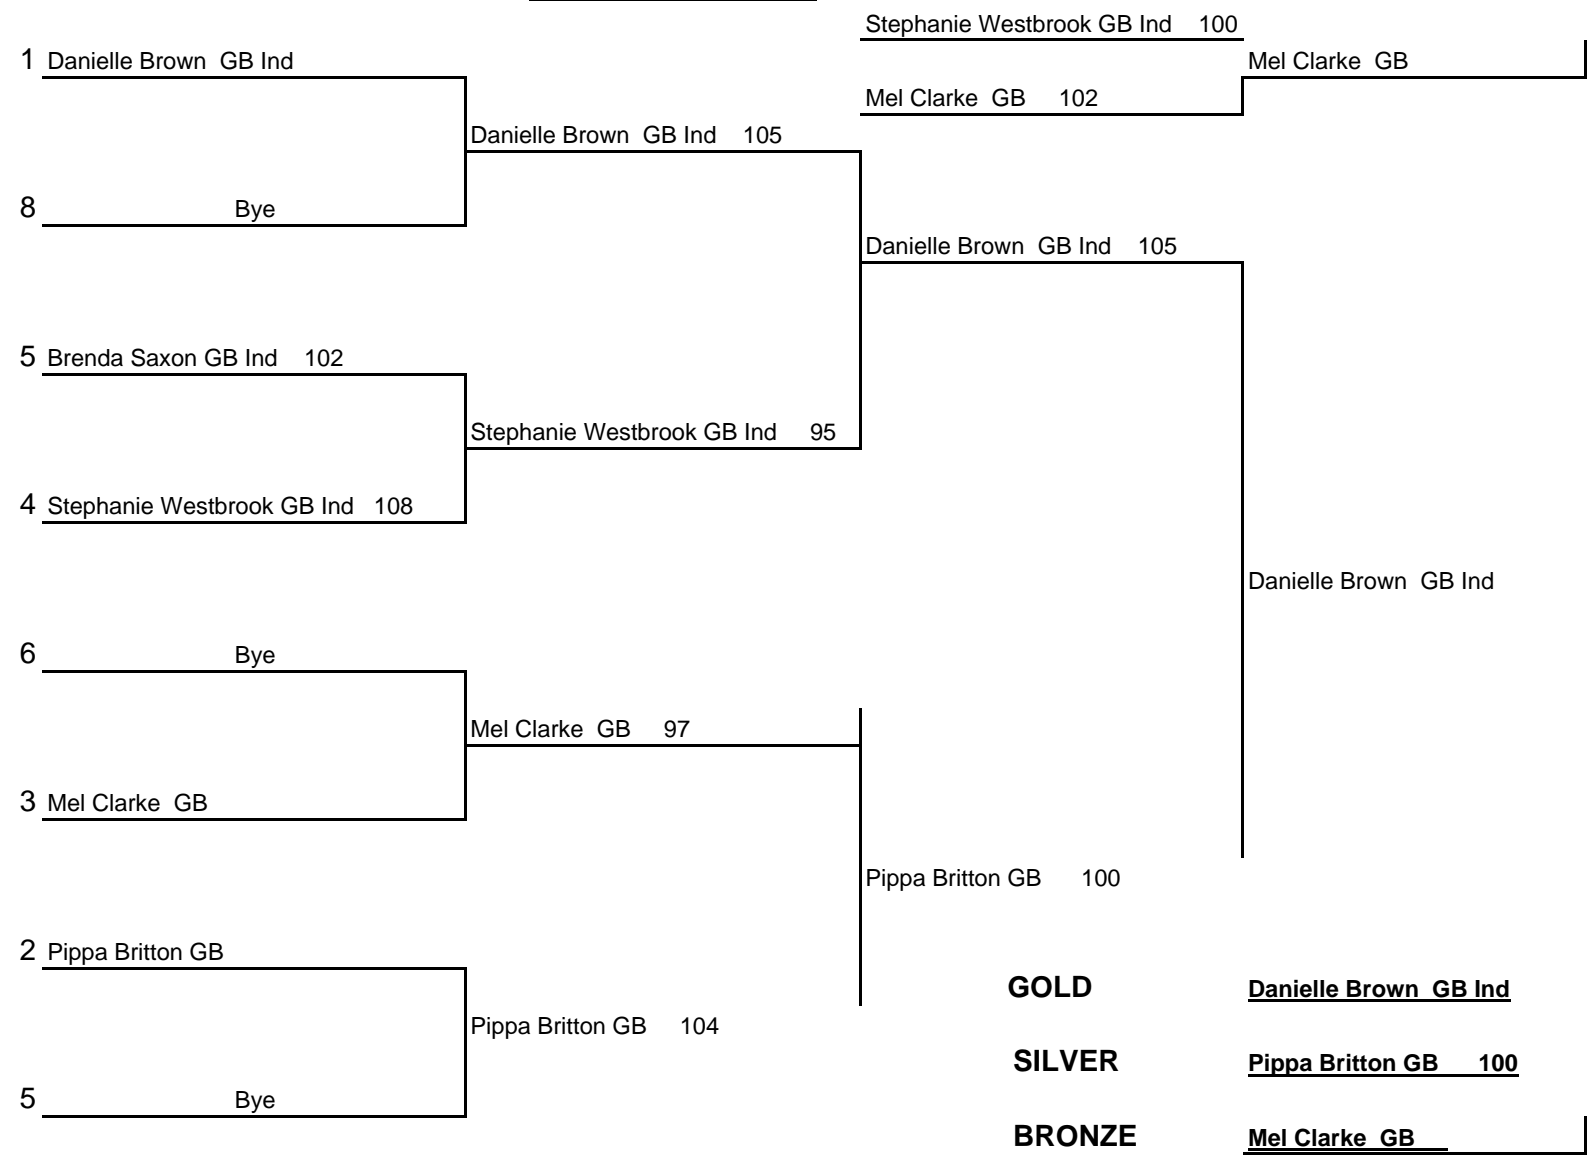 Stephanie Westbrook GB Ind 100
1 Danielle Brown GB Ind
Mel Clarke GB
Mel Clarke GB 102
Danielle Brown GB Ind 105
8 Bye
Danielle Brown GB Ind 105
5 Brenda Saxon GB Ind 102
Stephanie Westbrook GB Ind 95
4 Stephanie Westbrook GB Ind 108
Danielle Brown GB Ind
6 Bye
Mel Clarke GB 97
3 Mel Clarke GB
Pippa Britton GB 100
2 Pippa Britton GB
GOLD Danielle Brown GB Ind
Pippa Britton GB 104
SILVER Pippa Britton GB 100
5 Bye
BRONZE Mel Clarke GB